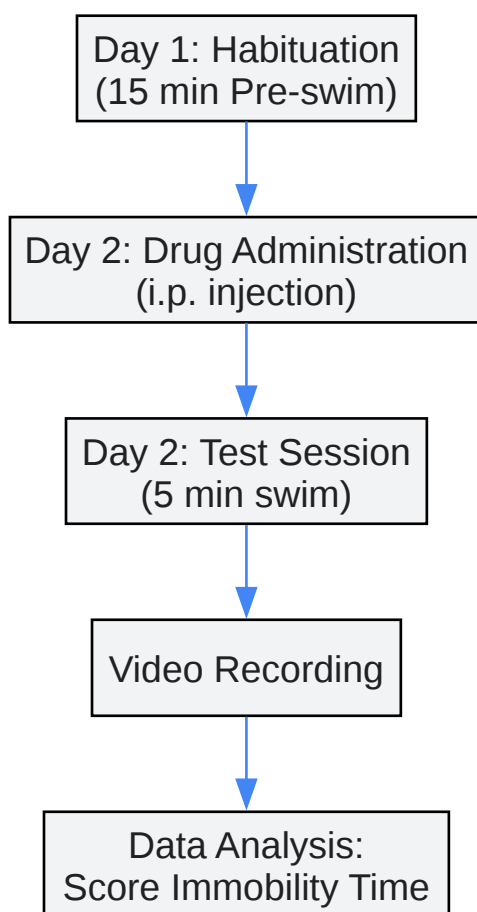 Day 1: Habituation
(15 min Pre-swim)
Day 2: Drug Administration
(i.p. injection)
Day 2: Test Session
(5 min swim)
Video Recording
Data Analysis:
Score Immobility Time